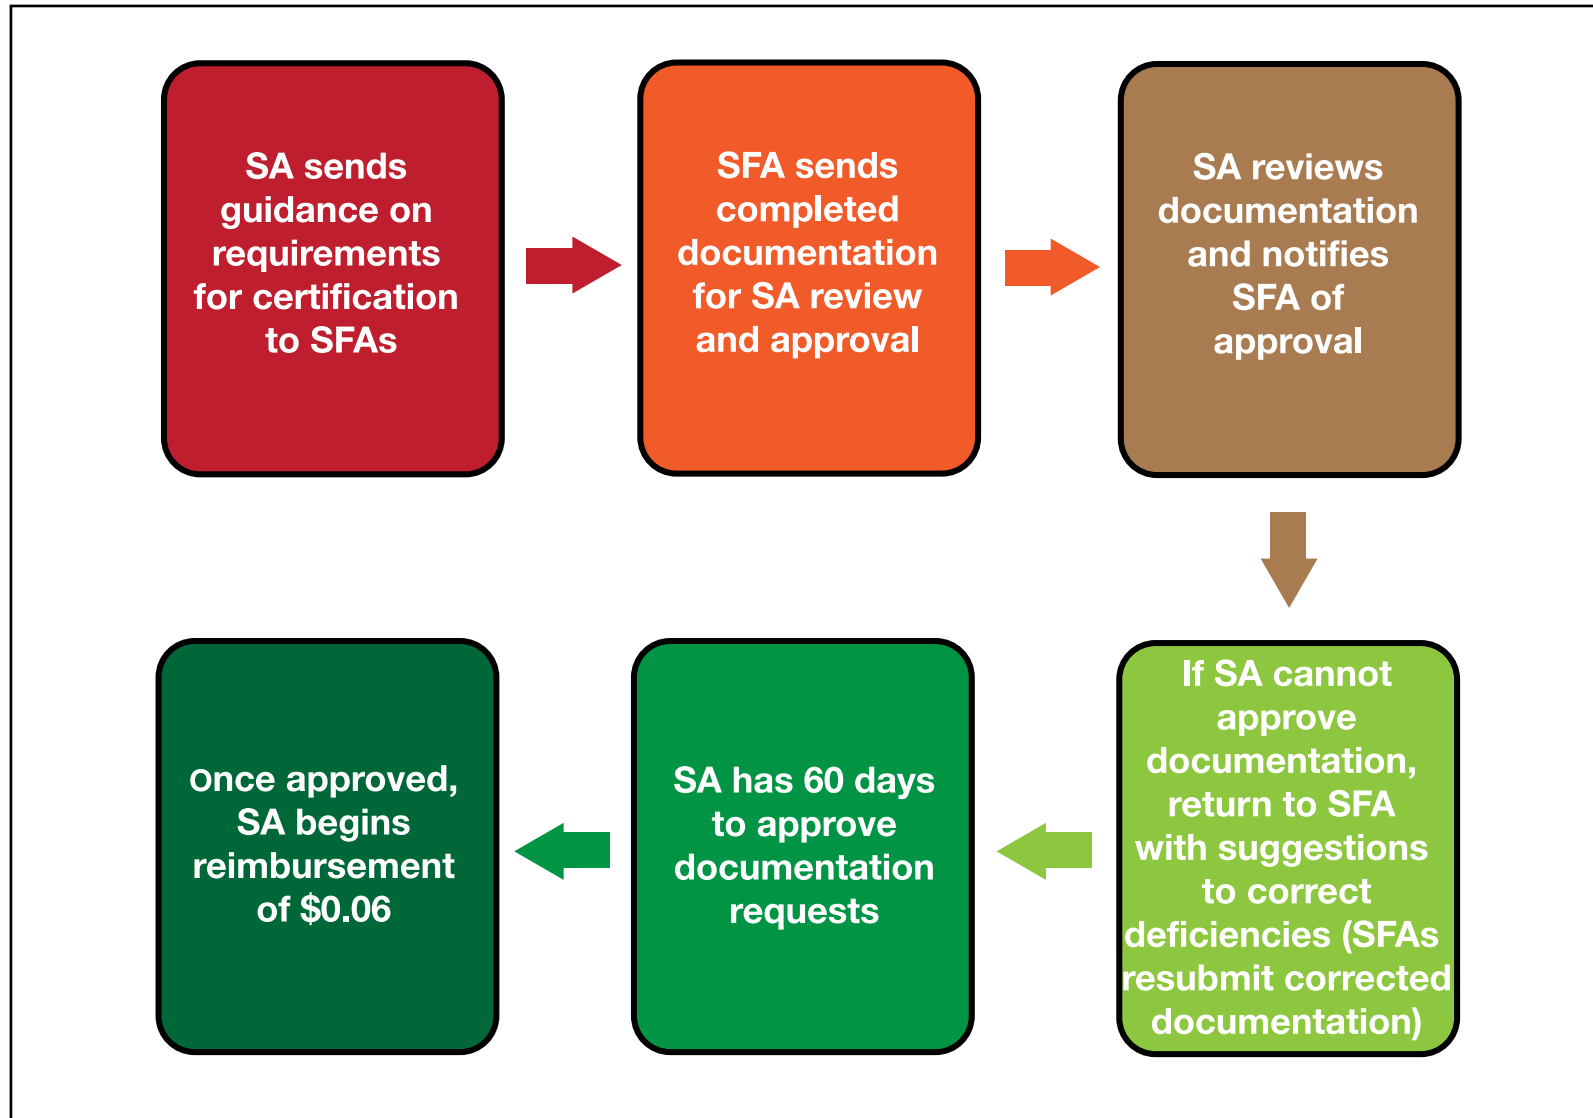 SA sends
guidance on
requirements
for certification
to SFAs
SFA sends
completed
documentation
for SA review
and approval
SA reviews
documentation
and notifies
SFA of
approval
If SA cannot
approve
documentation,
return to SFA
with suggestions
to correct
deficiencies (SFAs
resubmit corrected
documentation)
SA has 60 days
to approve
documentation
requests
Once approved,
SA begins
reimbursement
of $0.06